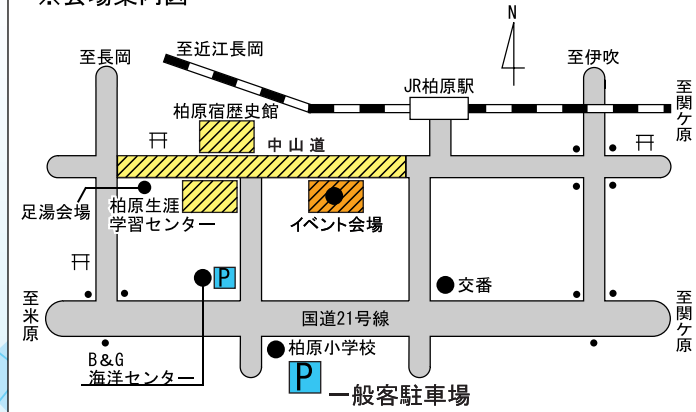 ※会場案内図
N
至近江長岡
至長岡
至伊吹
JR柏原駅
至関ケ原
柏原宿歴史館
中山道
足湯会場
柏原生涯
学習センター
イベント会場
P
交番
至米原
国道21号線
至関ケ原
B&G
海洋センター
柏原小学校
P
一般客駐車場